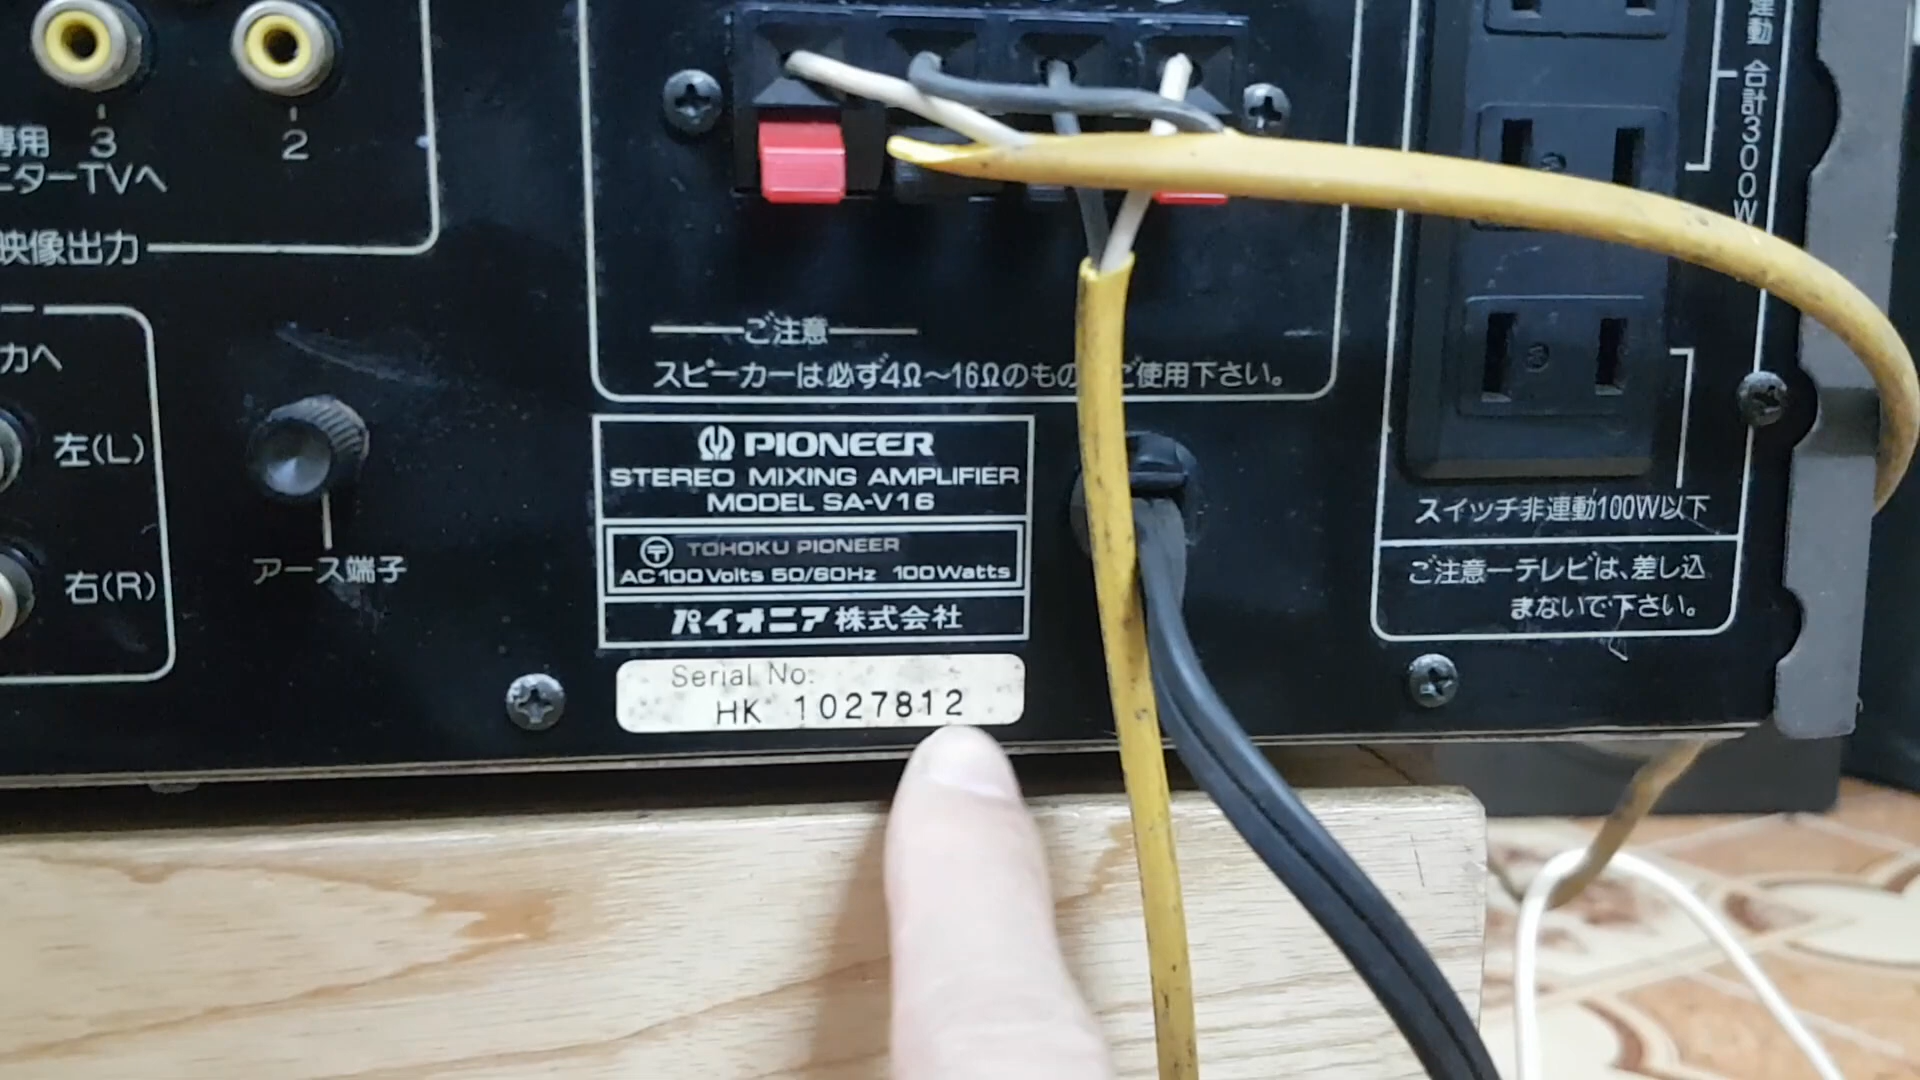 3
2
専用
ニターTVへ
映像出力
力へ
左(L)
右(R)
アース端子
ご注意
スピーカーは必ず4Ω〜16Ωのもの ご使用下さい。
PIONEER
STEREO MIXING AMPLIFIER
MODEL SA-V16
〒 TOHOKU PIONEER
AC100Volts 50/60Hz 100Watts
パイオニア株式会社
Serial No:
HK 1027812
連動 合計300W
スイッチ非連動100W以下
ご注意ーテレビは、差し込
まないで下さい。